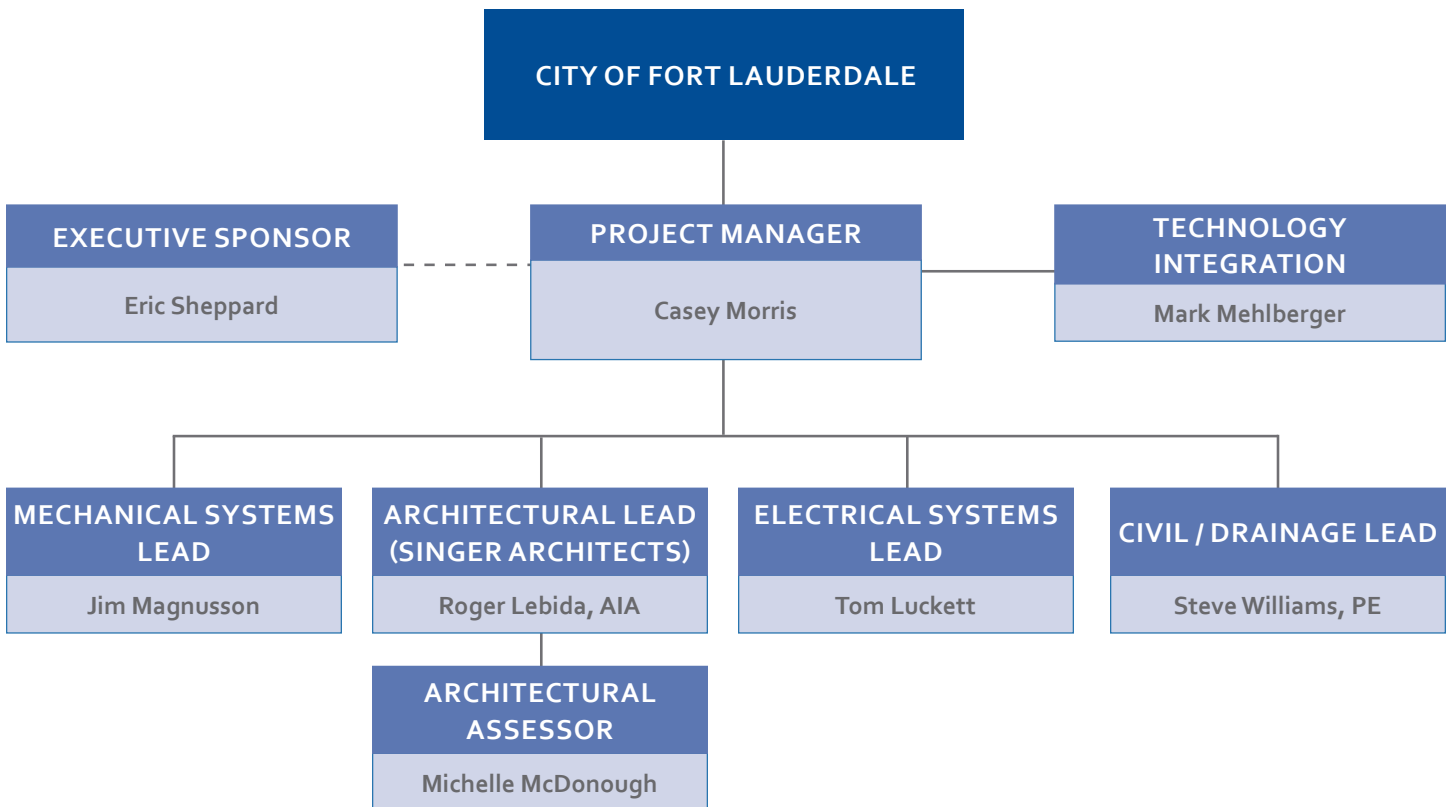 CITY OF FORT LAUDERDALE
EXECUTIVE SPONSOR
Eric Sheppard
PROJECT MANAGER
Casey Morris
TECHNOLOGY
INTEGRATION
Mark Mehlberger
MECHANICAL SYSTEMS
LEAD
Jim Magnusson
ARCHITECTURAL LEAD
(SINGER ARCHITECTS)
Roger Lebida, AIA
ELECTRICAL SYSTEMS
LEAD
Tom Luckett
CIVIL / DRAINAGE LEAD
Steve Williams, PE
ARCHITECTURAL
ASSESSOR
Michelle McDonough